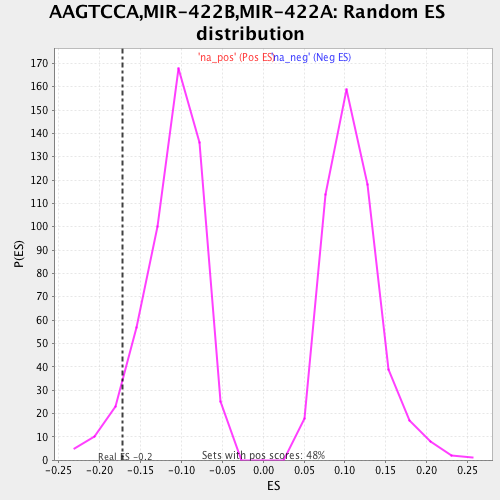 AAGTCCA,MIR-422B,MIR-422A: Random ES
distribution
'na_pos' (Pos ES) 'na_neg' (Neg ES)
170
160
150
140
130
120
110
100
90
80
70
60
50
40
30
20
10
0
P(ES)
Real ES -0.2
Sets with pos scores: 48%
-0.25 -0.20 -0.15 -0.10 -0.05 0.00 0.05 0.10 0.15 0.20 0.25
ES